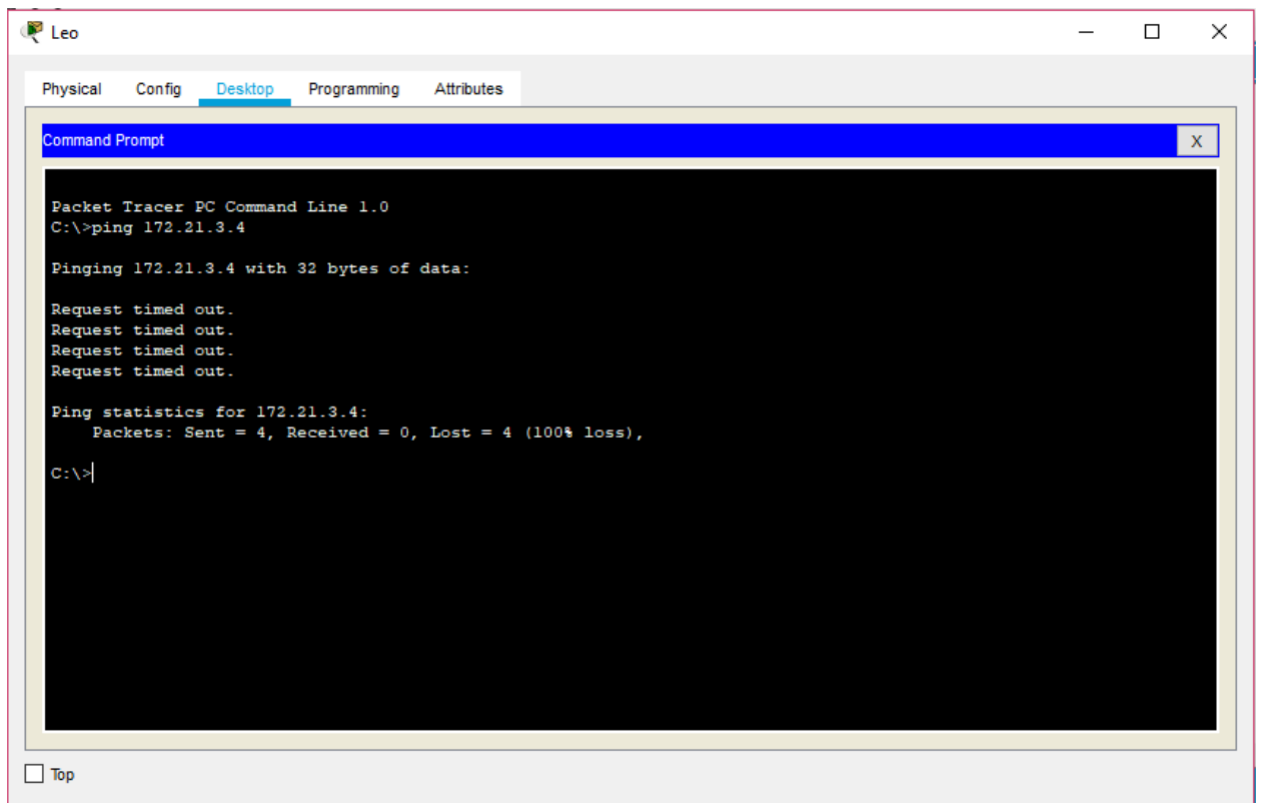 Leo
Physical Config Desktop Programming Attributes
Command Prompt
X
Packet Tracer PC Command Line 1.0
C:\>ping 172.21.3.4
Pinging 172.21.3.4 with 32 bytes of data:
Request timed out.
Request timed out.
Request timed out.
Request timed out.
Ping statistics for 172.21.3.4:
Packets: Sent = 4, Received = 0, Lost = 4 (100% loss),
C:\>
Top